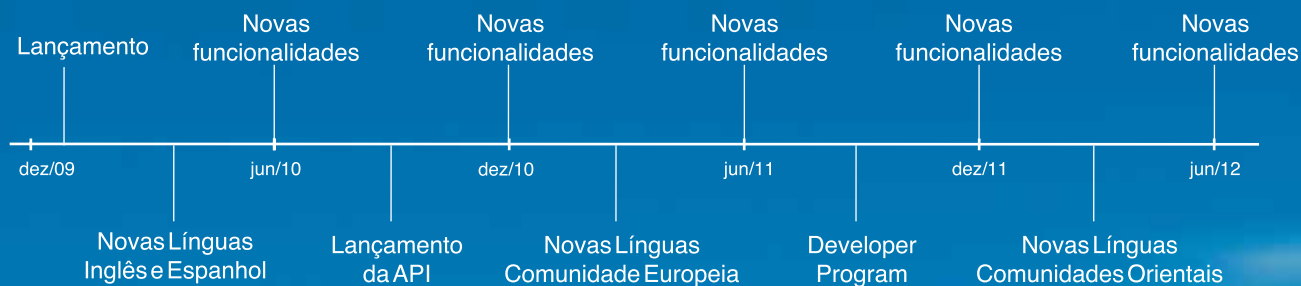 Lançamento
Novas
funcionalidades
Novas
funcionalidades
Novas
funcionalidades
Novas
funcionalidades
Novas
funcionalidades
dez/09
jun/10
dez/10
jun/11
dez/11
jun/12
Novas Línguas
Inglês e Espanhol
Lançamento
da API
Novas Línguas
Comunidade Europeia
Developer
Program
Novas Línguas
Comunidades Orientais